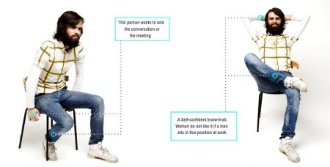 This person wants to end
the conversation or
the meeting
A Self-confident know-it-all.
Women do not like it if a man
sits in this position at work